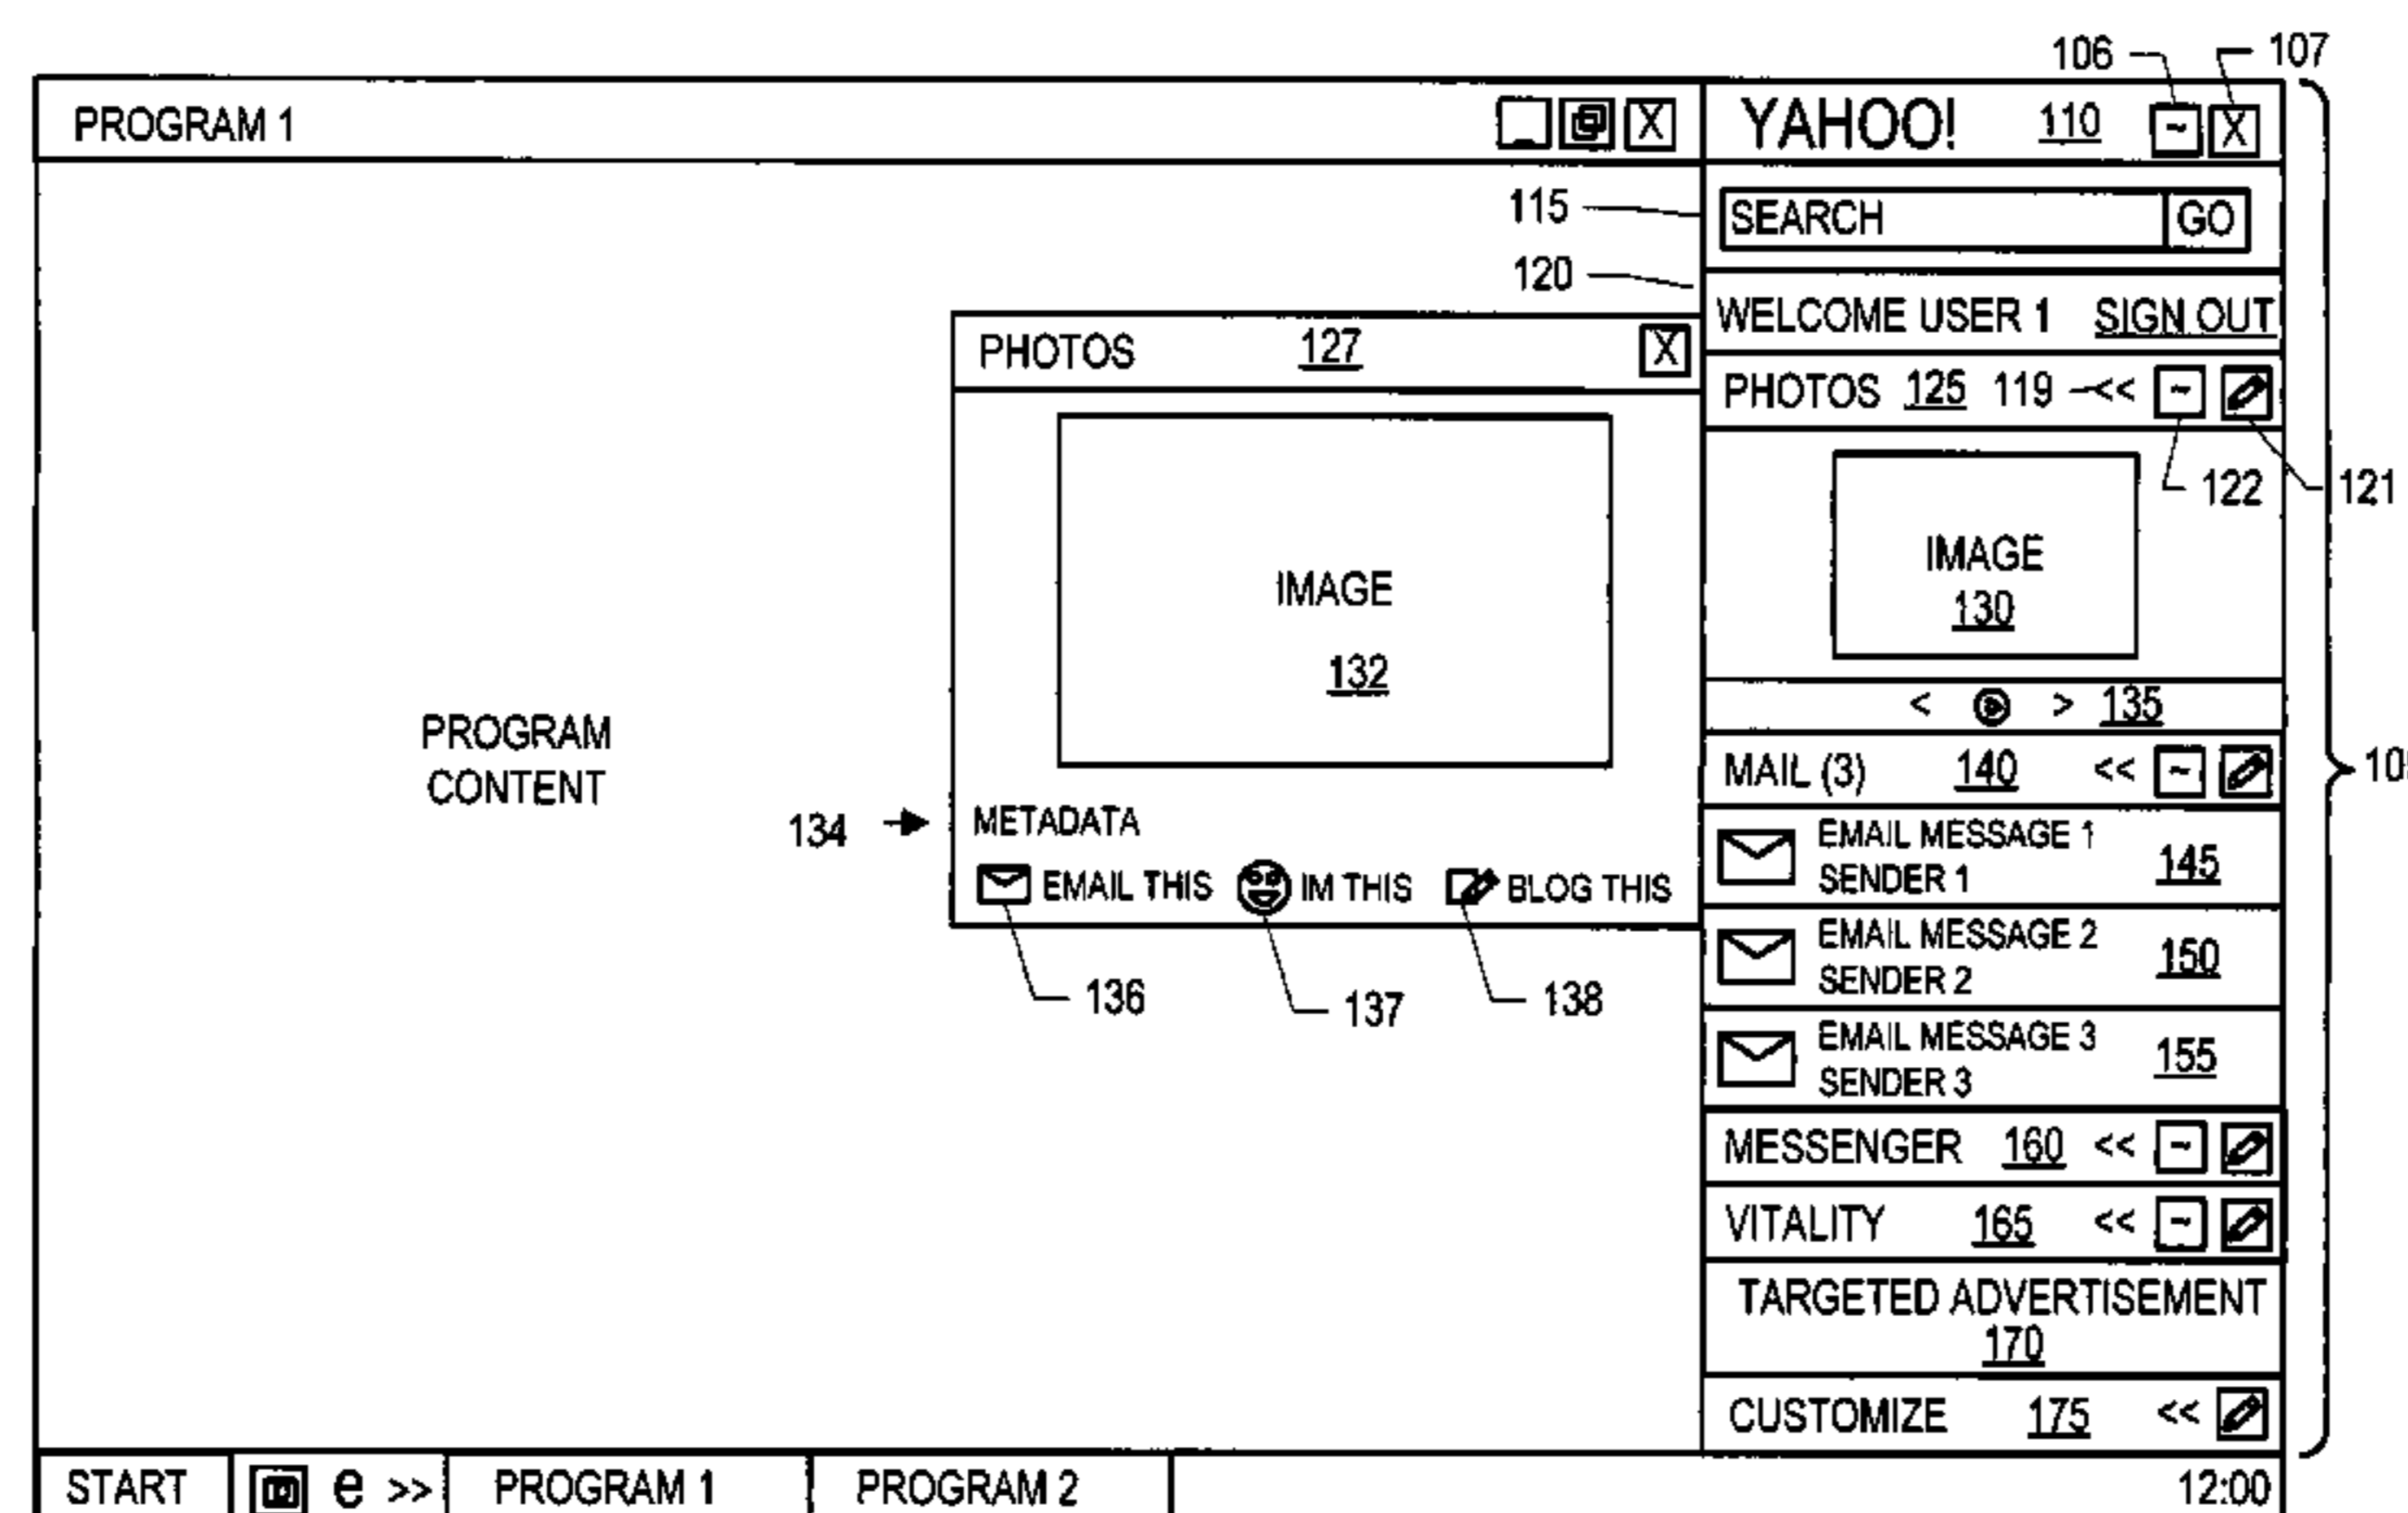 106 107
PROGRAM 1 _ X
YAHOO! 110 ~ X
115
SEARCH GO
120
WELCOME USER 1 SIGN OUT
PHOTOS 127 X
PHOTOS 125 119 << ~
122 121
IMAGE
132
IMAGE
130
< > 135
PROGRAM
CONTENT
134
METADATA
EMAIL THIS IM THIS BLOG THIS
136 137 138
MAIL (3) 140 << ~
EMAIL MESSAGE 1
SENDER 1 145
EMAIL MESSAGE 2
SENDER 2 150
EMAIL MESSAGE 3
SENDER 3 155
MESSENGER 160 << ~
VITALITY 165 << ~
TARGETED ADVERTISEMENT
170
CUSTOMIZE 175 <<
START e >> PROGRAM 1 PROGRAM 2 12:00